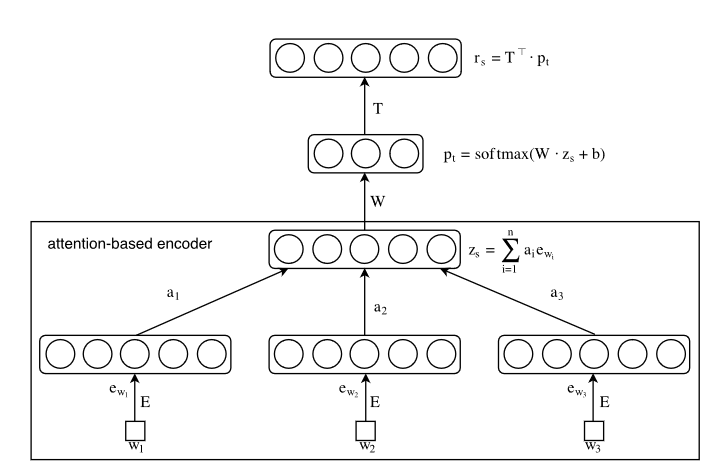 r_s = T^⊤ · p_t
T
p_t = softmax(W · z_s + b)
W
attention-based encoder
z_s = ∑_{i=1}^{n} a_i e_{w_i}
a_1
a_2
a_3
e_{w_1} E
e_{w_2} E
e_{w_3} E
w_1
w_2
w_3